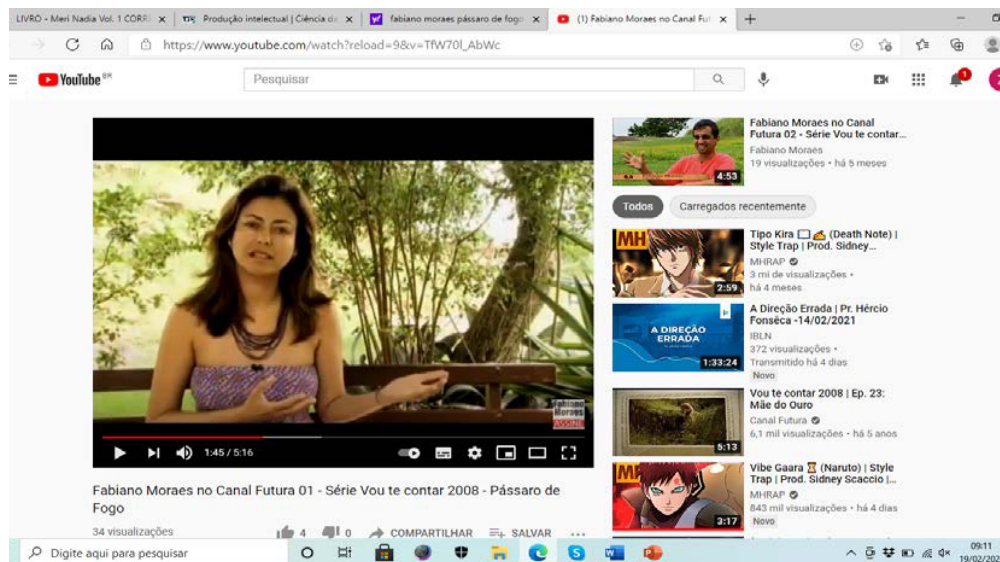 LIVRO - Meri Nadia Vol. 1 CORRI
Produção intelectual | Ciência da
fabiano moraes pássaro de fogo
(1) Fabiano Moraes no Canal Fut
https://www.youtube.com/watch?reload=9&v=TfW70l_AbWc
YouTube BR
Pesquisar
1
Fabiano Moraes
ASSINE
1:45 / 5:16
Fabiano Moraes no Canal Futura 01 - Série Vou te contar 2008 - Pássaro de
Fogo
34 visualizações
4
0
COMPARTILHAR
SALVAR
4:53
Fabiano Moraes no Canal
Futura 02 - Série Vou te contar...
Fabiano Moraes
19 visualizações • há 5 meses
Todos
Carregados recentemente
MH
2:59
Tipo Kira (Death Note) |
Style Trap | Prod. Sidney...
MHRAP
3 mi de visualizações •
há 4 meses
A DIREÇÃO
ERRADA
1:33:24
A Direção Errada | Pr. Hércio
Fonsêca -14/02/2021
IBLN
372 visualizações •
Transmitido há 4 dias
Novo
5:13
Vou te contar 2008 | Ep. 23:
Mãe do Ouro
Canal Futura
6,1 mil visualizações • há 5 anos
3:17
Vibe Gaara (Naruto) | Style
Trap | Prod. Sidney Scaccio |...
MHRAP
843 mil visualizações • há 4 dias
Novo
Digite aqui para pesquisar
09:11
19/02/202